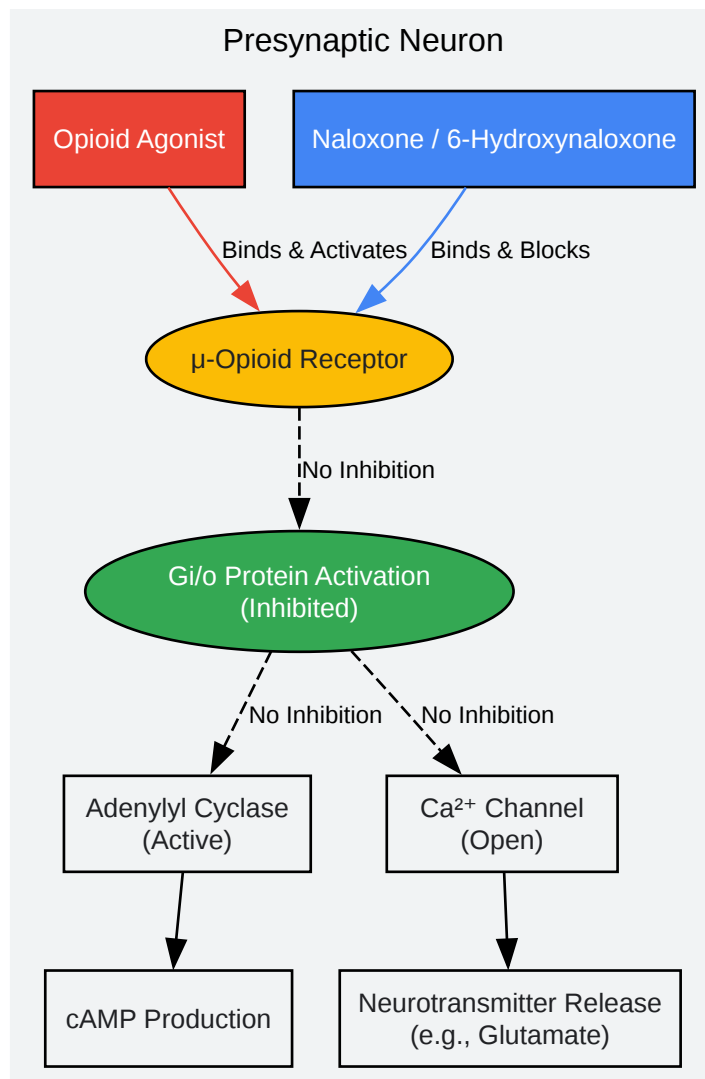 Presynaptic Neuron
Opioid Agonist
Naloxone / 6-Hydroxynaloxone
Binds & Activates
Binds & Blocks
μ-Opioid Receptor
No Inhibition
Gi/o Protein Activation
(Inhibited)
No Inhibition
No Inhibition
Adenylyl Cyclase
(Active)
Ca²⁺ Channel
(Open)
cAMP Production
Neurotransmitter Release
(e.g., Glutamate)